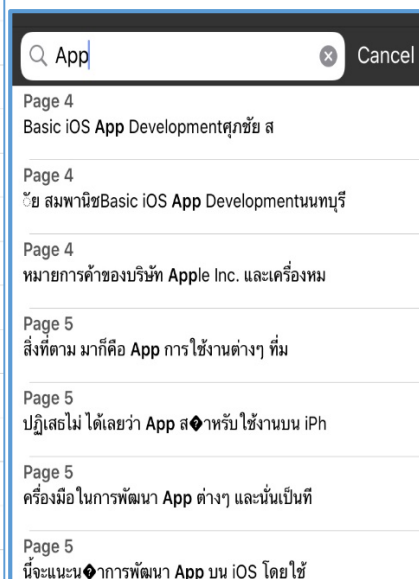 App
Cancel
Page 4
Basic iOS App Developmentศุภชัย ส
Page 4
ัย สมพานิชBasic iOS App Developmentนนทบุรี
Page 4
หมายการค้าของบริษัท Apple Inc. และเครื่องหม
Page 5
สิ่งที่ตาม มาก็คือ App การใช้งานต่างๆ ที่ม
Page 5
ปฏิเสธไม่ ได้เลยว่า App ส�าหรับใช้งานบน iPh
Page 5
ครื่องมือในการพัฒนา App ต่างๆ และนั่นเป็นที
Page 5
นี้จะแนะน�าการพัฒนา App บน iOS โดยใช้